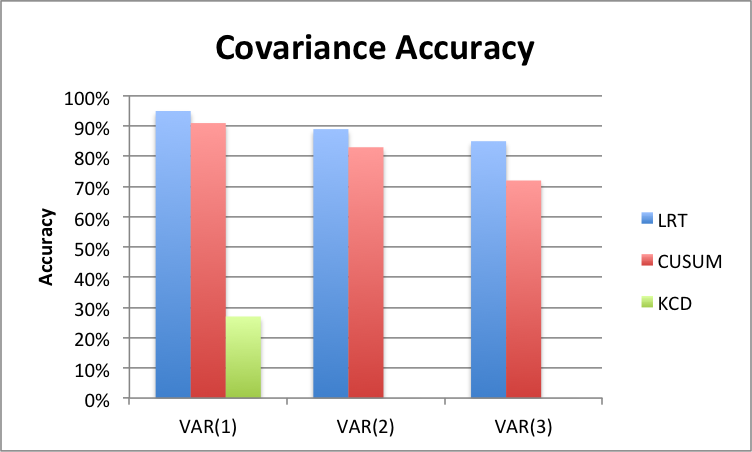 Covariance Accuracy
100%
90%
80%
70%
60%
50%
40%
30%
20%
10%
0%
Accuracy
VAR(1)
VAR(2)
VAR(3)
LRT
CUSUM
KCD